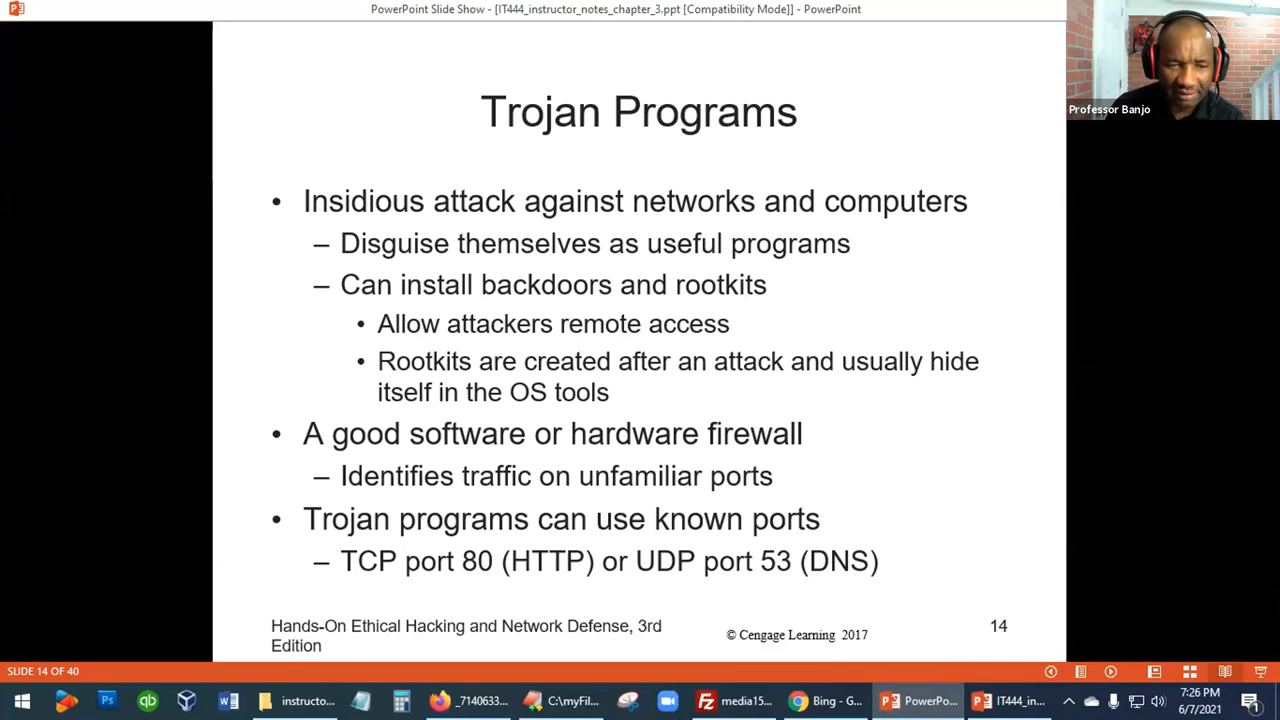 PowerPoint Slide Show - [IT444_instructor_notes_chapter_3.ppt [Compatibility Mode]] - PowerPoint
Professor Banjo
Trojan Programs
• Insidious attack against networks and computers
– Disguise themselves as useful programs
– Can install backdoors and rootkits
• Allow attackers remote access
• Rootkits are created after an attack and usually hide
itself in the OS tools
• A good software or hardware firewall
– Identifies traffic on unfamiliar ports
• Trojan programs can use known ports
– TCP port 80 (HTTP) or UDP port 53 (DNS)
Hands-On Ethical Hacking and Network Defense, 3rd
Edition
© Cengage Learning 2017
14
SLIDE 14 OF 40
instructo...
_7140633...
C:\myFil...
media15...
Bing - G...
PowerPo...
IT444_in...
7:26 PM
6/7/2021